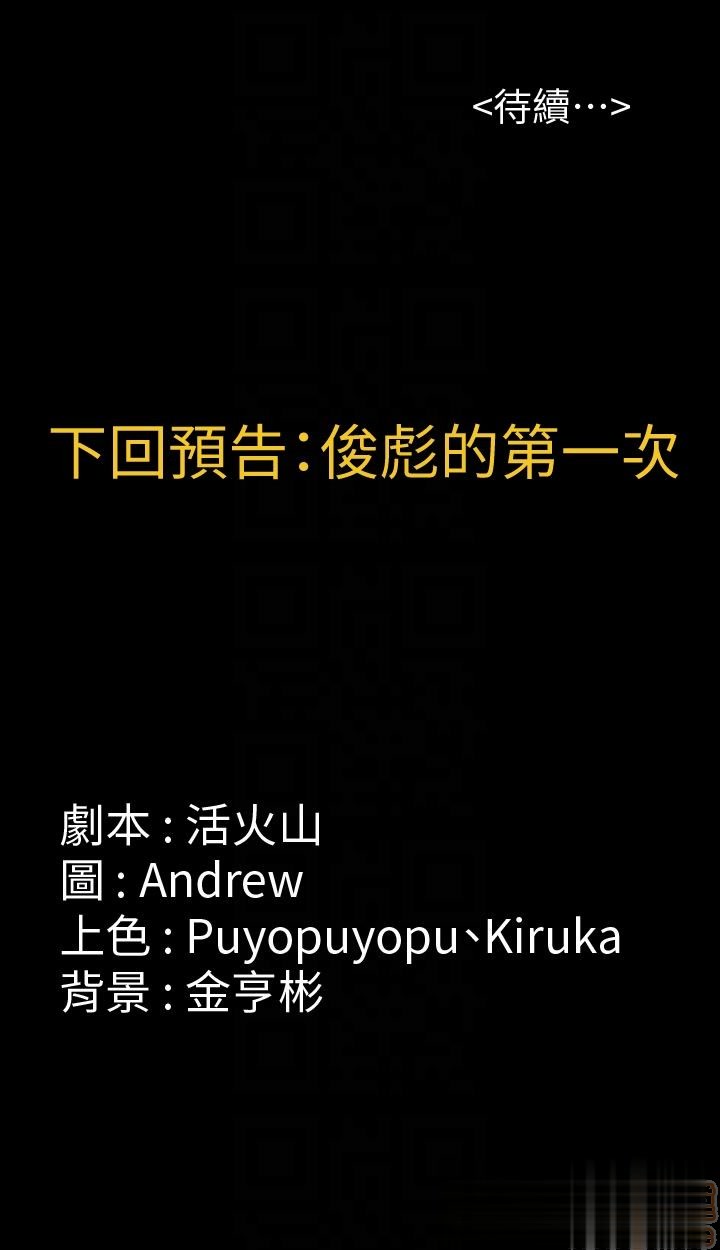 <待續⋯>
下回預告：俊彪的第一次
劇本 : 活火山
圖 : Andrew
上色 : Puyopuyopu、Kiruka
背景 : 金亨彬